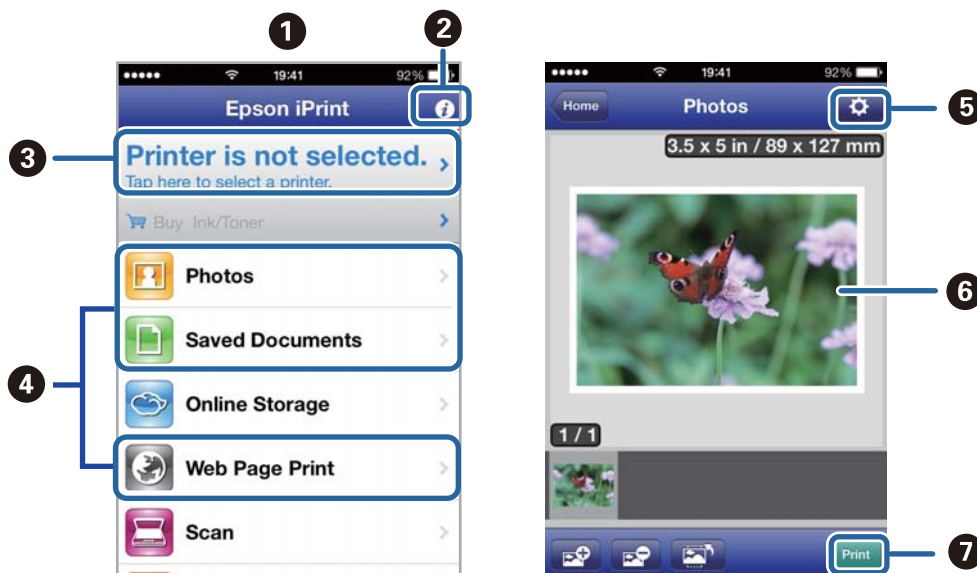 1
2
19:41 92%
Epson iPrint
3
Printer is not selected.
Tap here to select a printer.
Buy Ink/Toner
Photos
Saved Documents
4
Online Storage
Web Page Print
Scan
19:41 92%
Home Photos
5
3.5 x 5 in / 89 x 127 mm
6
1 / 1
Print
7